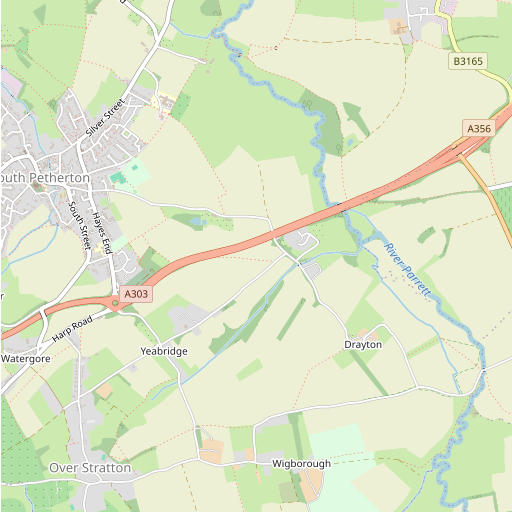 B3165
A356
Silver Street
outh Petherton
South Street
Hayes End
River Parrett
A303
Harp Road
Drayton
Yeabridge
Watergore
Over Stratton
Wigborough